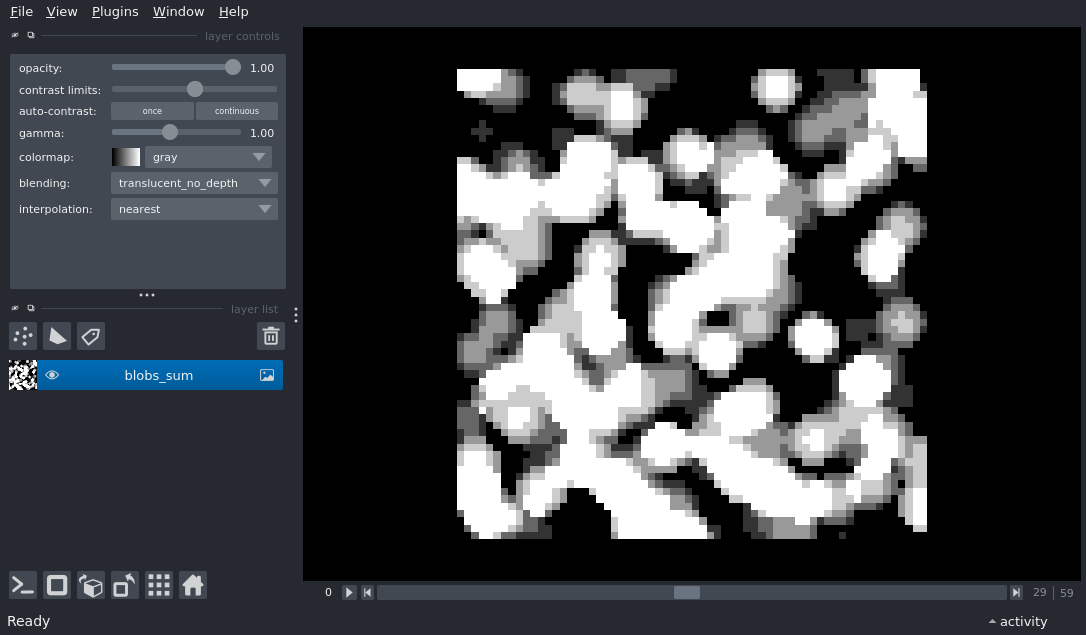 File View Plugins Window Help
layer controls
opacity: 1.00
contrast limits:
auto-contrast: once continuous
gamma: 1.00
colormap: gray
blending: translucent_no_depth
interpolation: nearest
layer list
blobs_sum
0 29 59
Ready activity